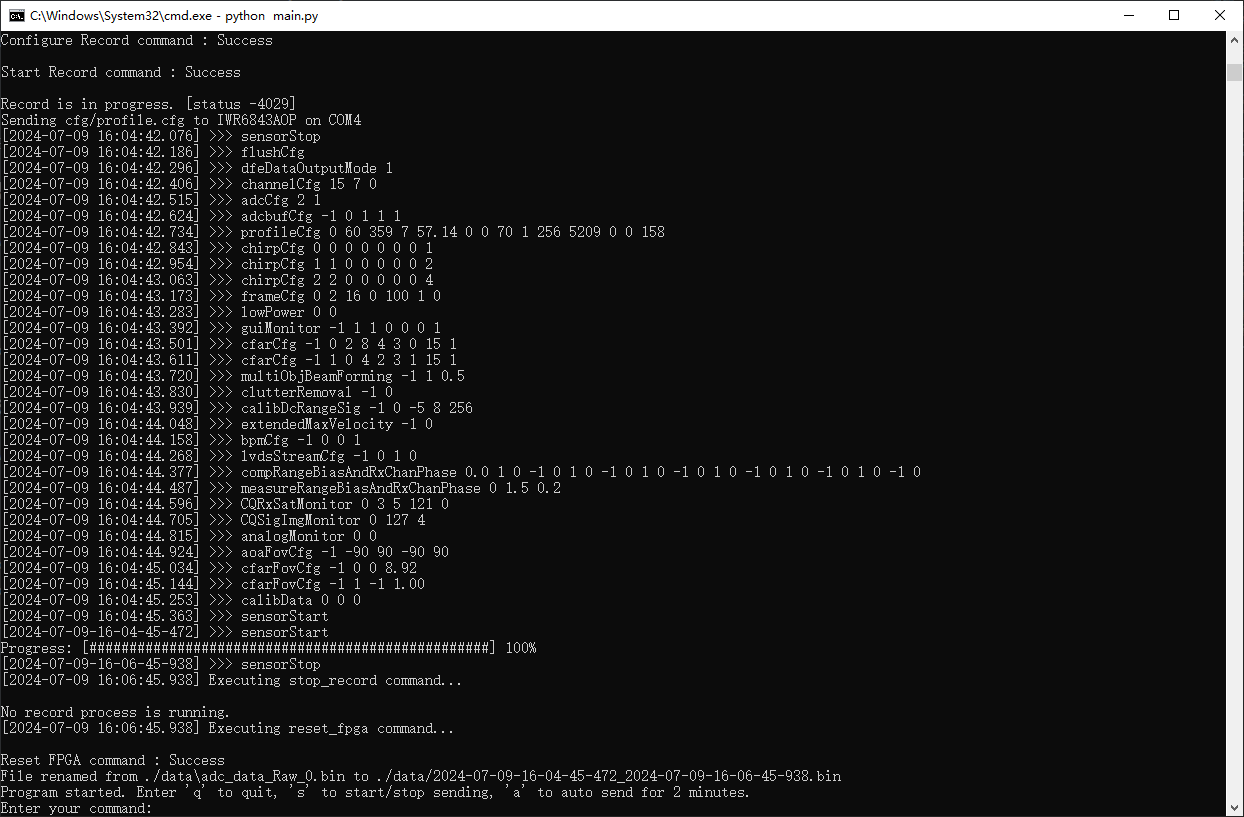 C:\Windows\System32\cmd.exe - python  main.py
Configure Record command : Success
Start Record command : Success
Record is in progress. [status -4029]
Sending cfg/profile.cfg to IWR6843AOP on COM4
[2024-07-09 16:04:42.076] >>> sensorStop
[2024-07-09 16:04:42.186] >>> flushCfg
[2024-07-09 16:04:42.296] >>> dfeDataOutputMode 1
[2024-07-09 16:04:42.406] >>> channelCfg 15 7 0
[2024-07-09 16:04:42.515] >>> adcCfg 2 1
[2024-07-09 16:04:42.624] >>> adcbufCfg -1 0 1 1 1
[2024-07-09 16:04:42.734] >>> profileCfg 0 60 359 7 57.14 0 0 70 1 256 5209 0 0 158
[2024-07-09 16:04:42.843] >>> chirpCfg 0 0 0 0 0 0 0 1
[2024-07-09 16:04:42.954] >>> chirpCfg 1 1 0 0 0 0 0 2
[2024-07-09 16:04:43.063] >>> chirpCfg 2 2 0 0 0 0 0 4
[2024-07-09 16:04:43.173] >>> frameCfg 0 2 16 0 100 1 0
[2024-07-09 16:04:43.283] >>> lowPower 0 0
[2024-07-09 16:04:43.392] >>> guiMonitor -1 1 1 0 0 0 1
[2024-07-09 16:04:43.501] >>> cfarCfg -1 0 2 8 4 3 0 15 1
[2024-07-09 16:04:43.611] >>> cfarCfg -1 1 0 4 2 3 1 15 1
[2024-07-09 16:04:43.720] >>> multiObjBeamForming -1 1 0.5
[2024-07-09 16:04:43.830] >>> clutterRemoval -1 0
[2024-07-09 16:04:43.939] >>> calibDcRangeSig -1 0 -5 8 256
[2024-07-09 16:04:44.048] >>> extendedMaxVelocity -1 0
[2024-07-09 16:04:44.158] >>> bpmCfg -1 0 0 1
[2024-07-09 16:04:44.268] >>> lvdsStreamCfg -1 0 1 0
[2024-07-09 16:04:44.377] >>> compRangeBiasAndRxChanPhase 0.0 1 0 -1 0 1 0 -1 0 1 0 -1 0 1 0 -1 0 1 0 -1 0 1 0 -1 0
[2024-07-09 16:04:44.487] >>> measureRangeBiasAndRxChanPhase 0 1.5 0.2
[2024-07-09 16:04:44.596] >>> CQRxSatMonitor 0 3 5 121 0
[2024-07-09 16:04:44.705] >>> CQSigImgMonitor 0 127 4
[2024-07-09 16:04:44.815] >>> analogMonitor 0 0
[2024-07-09 16:04:44.924] >>> aoaFovCfg -1 -90 90 -90 90
[2024-07-09 16:04:45.034] >>> cfarFovCfg -1 0 0 8.92
[2024-07-09 16:04:45.144] >>> cfarFovCfg -1 1 -1 1.00
[2024-07-09 16:04:45.253] >>> calibData 0 0 0
[2024-07-09 16:04:45.363] >>> sensorStart
[2024-07-09-16-04-45-472] >>> sensorStart
Progress: [##################################################] 100%
[2024-07-09-16-06-45-938] >>> sensorStop
[2024-07-09 16:06:45.938] Executing stop_record command...
No record process is running.
[2024-07-09 16:06:45.938] Executing reset_fpga command...
Reset FPGA command : Success
File renamed from ./data\adc_data_Raw_0.bin to ./data/2024-07-09-16-04-45-472_2024-07-09-16-06-45-938.bin
Program started. Enter 'q' to quit, 's' to start/stop sending, 'a' to auto send for 2 minutes.
Enter your command: